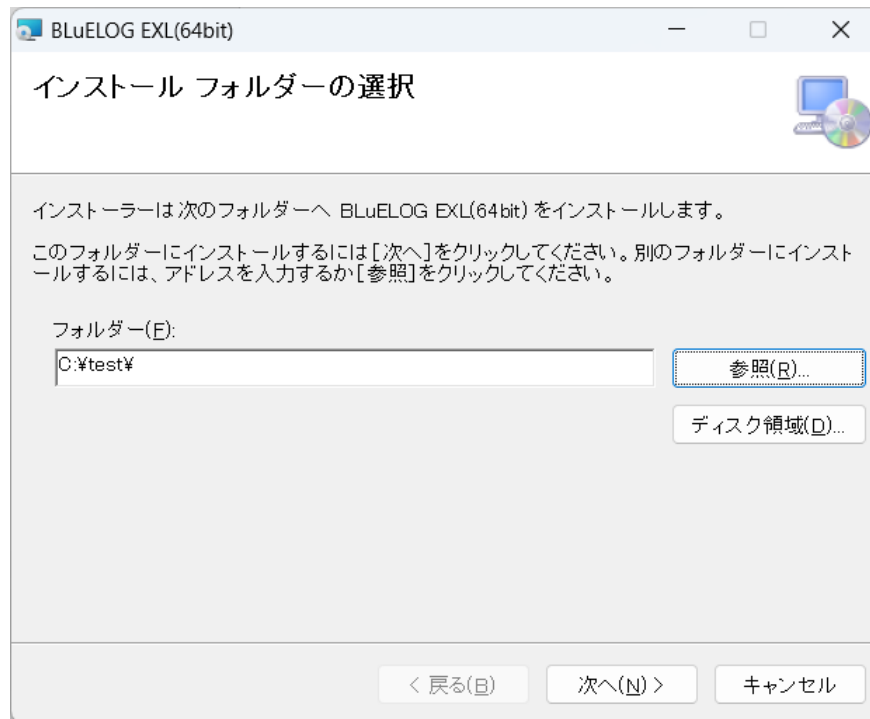 BLuELOG EXL(64bit)
インストール フォルダーの選択
インストーラーは次のフォルダーへ BLuELOG EXL(64bit) をインストールします。
このフォルダーにインストールするには[次へ]をクリックしてください。別のフォルダーにインスト
ールするには、アドレスを入力するか[参照]をクリックしてください。
フォルダー(F):
C:¥test¥
参照(R)...
ディスク領域(D)...
< 戻る(B)
次へ(N) >
キャンセル